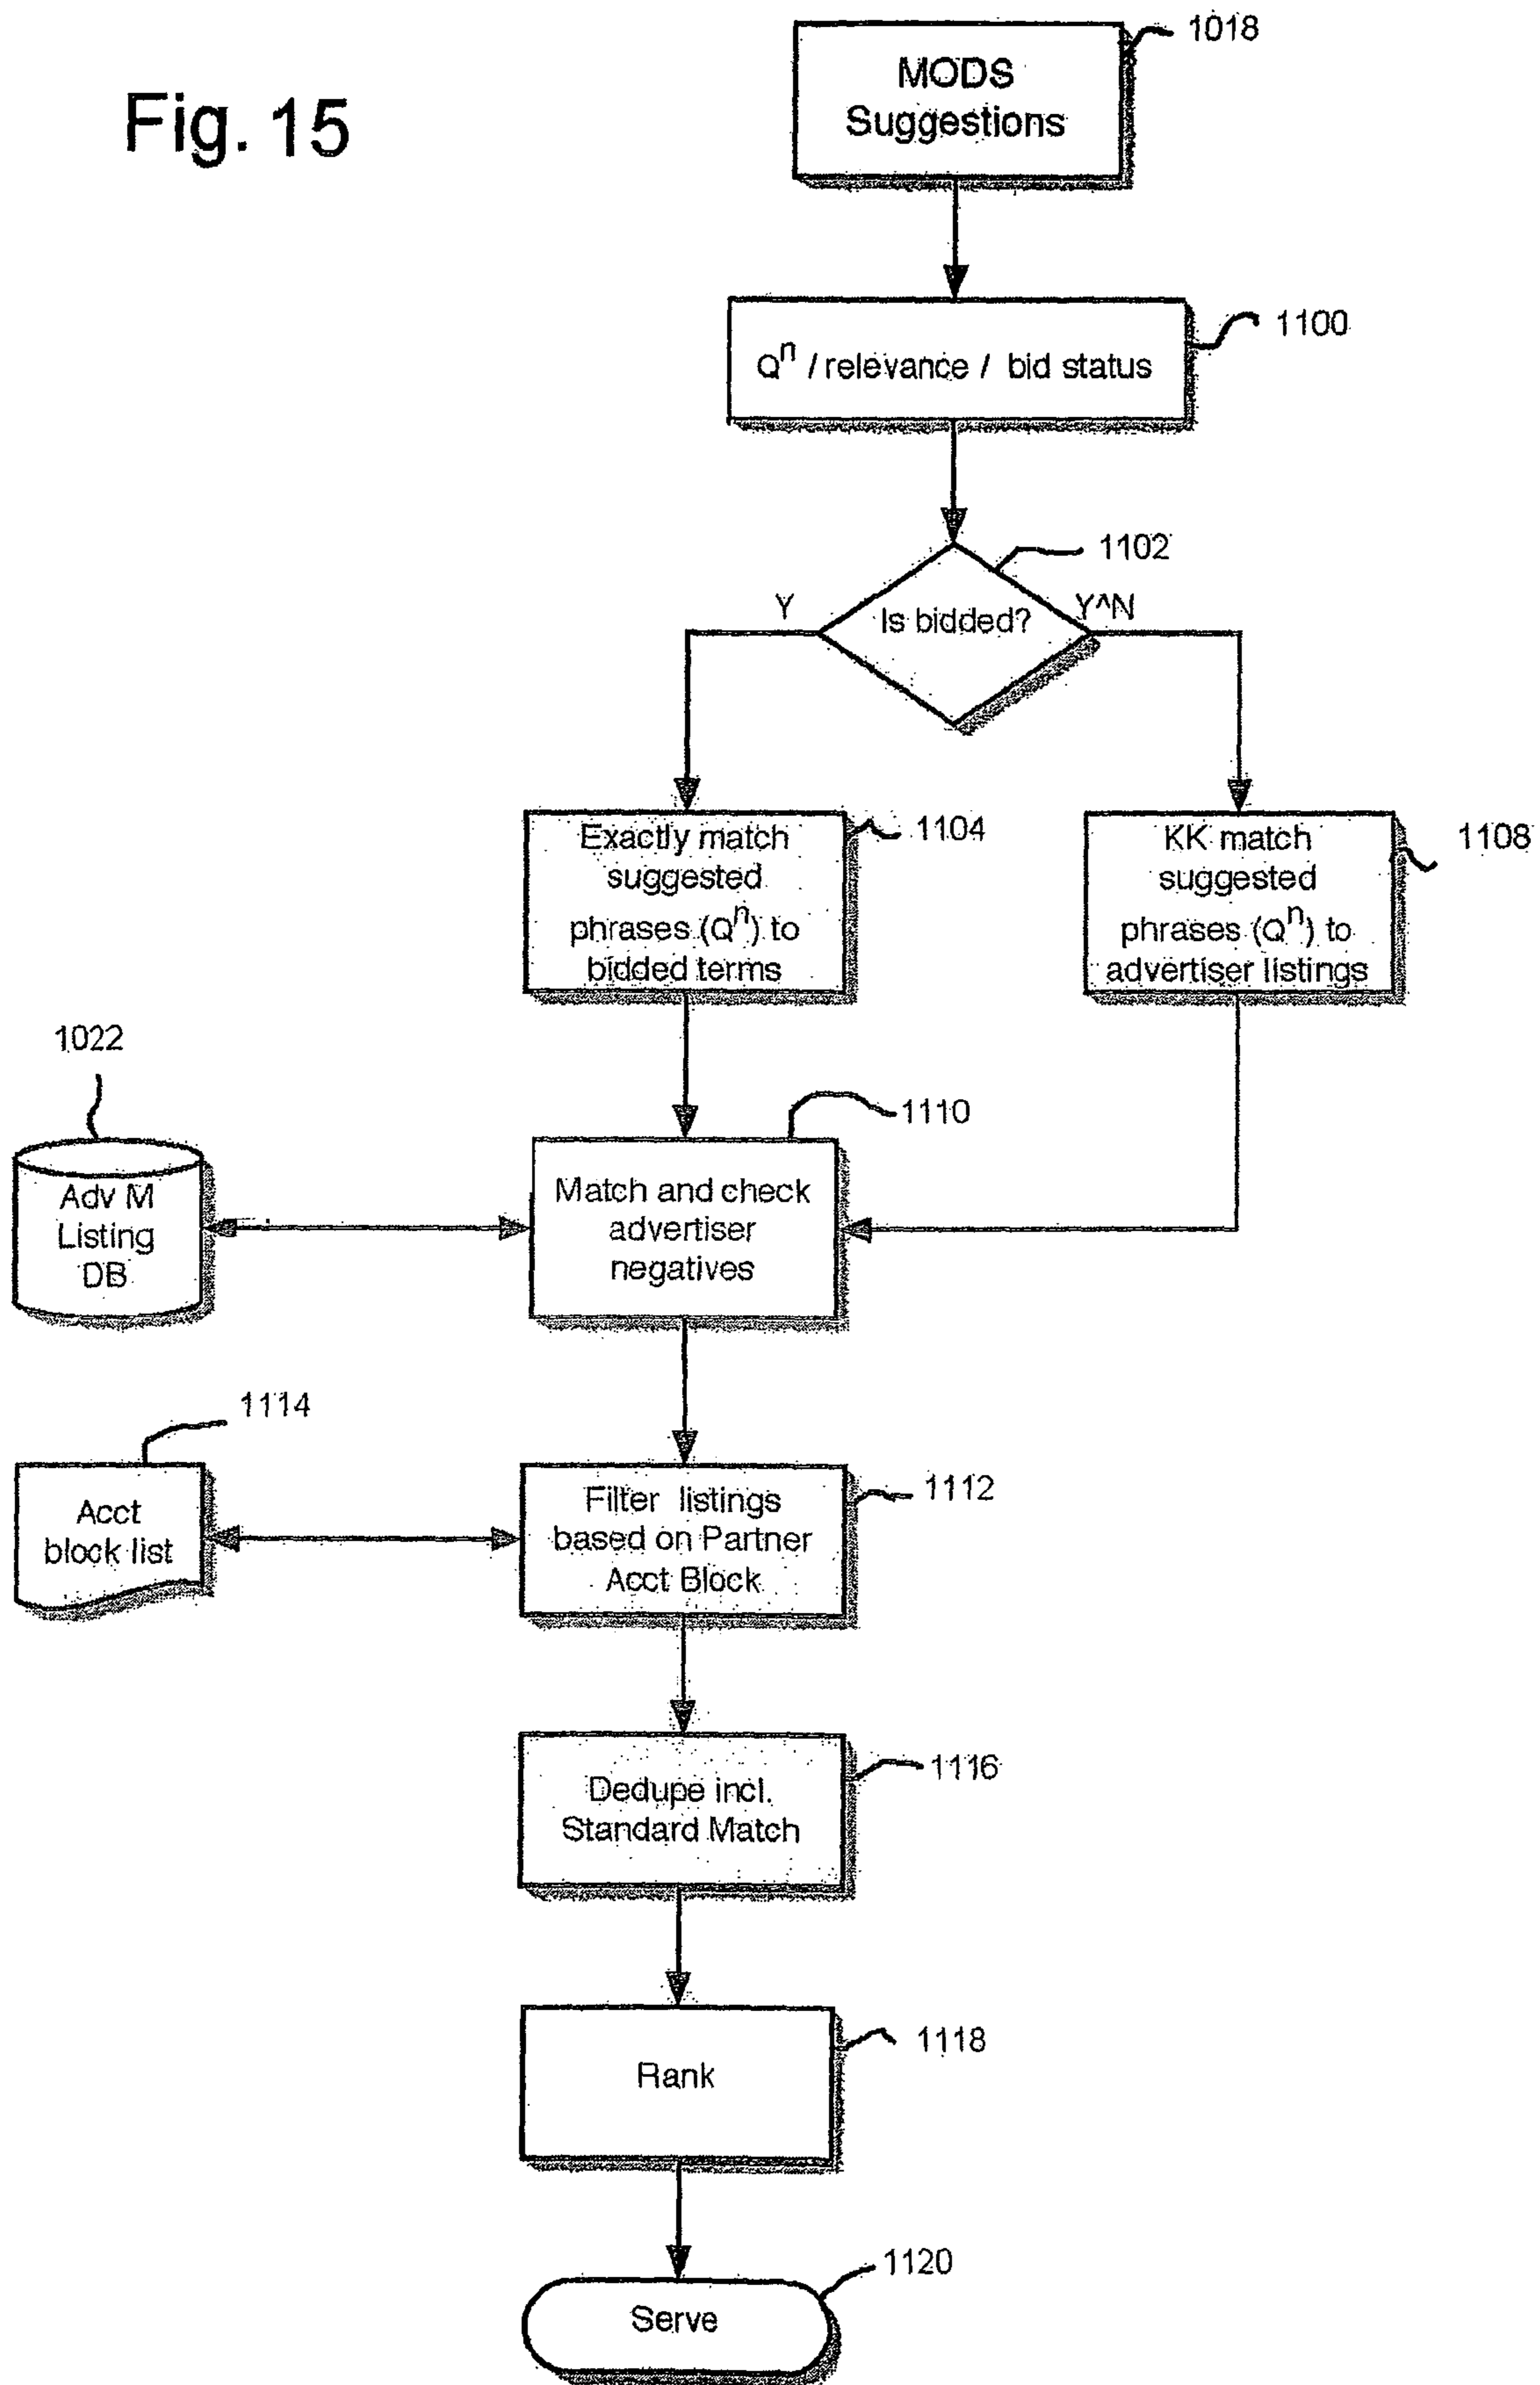 Fig. 15
1018
MODS
Suggestions
1100
Qⁿ / relevance / bid status
1102
Is bidded?
Y
Y^N
1104
Exactly match
suggested
phrases (Qⁿ) to
bidded terms
1108
KK match
suggested
phrases (Qⁿ) to
advertiser listings
1022
Adv M
Listing
DB
1110
Match and check
advertiser
negatives
1114
Acct
block list
1112
Filter listings
based on Partner
Acct Block
1116
Dedupe incl.
Standard Match
1118
Rank
1120
Serve